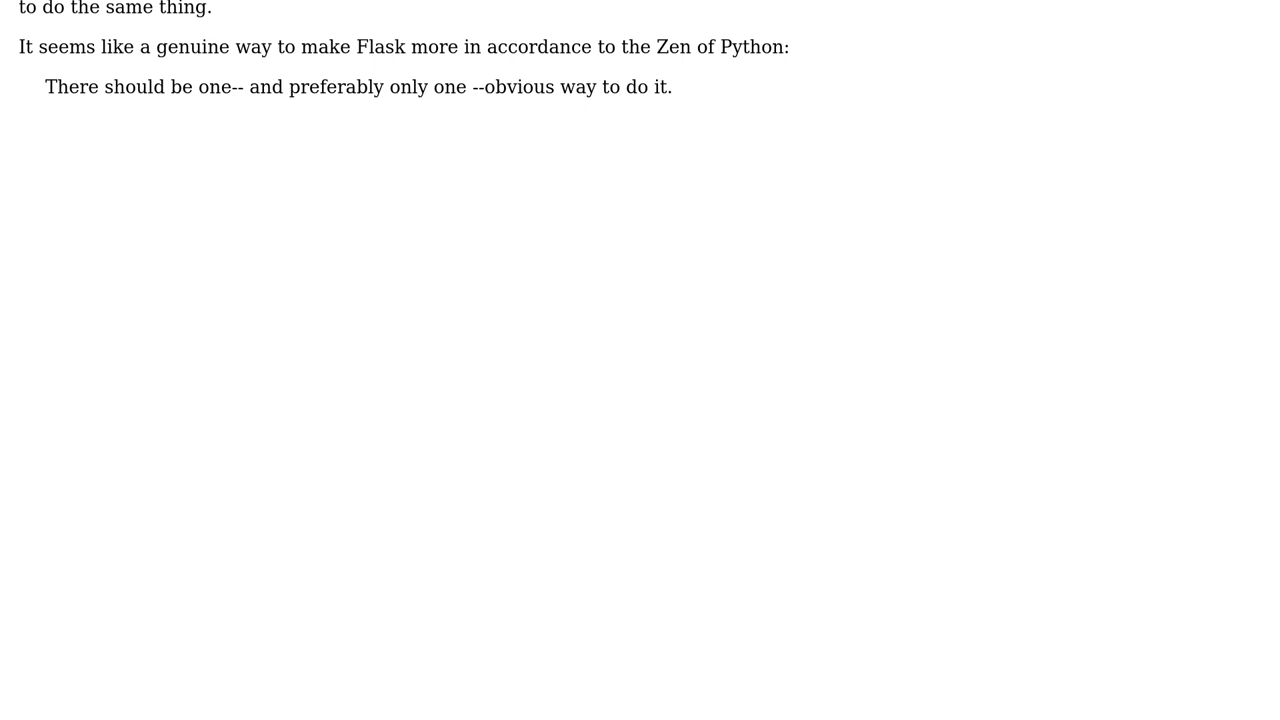 to do the same thing.
It seems like a genuine way to make Flask more in accordance to the Zen of Python:
There should be one-- and preferably only one --obvious way to do it.